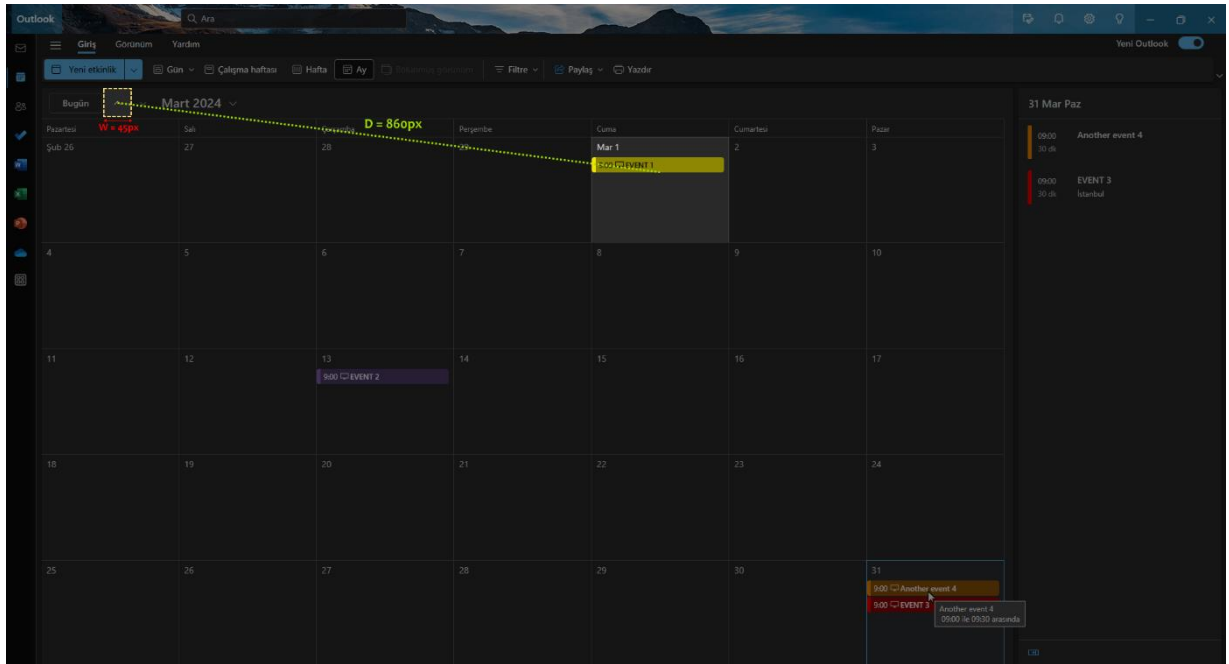 Outlook
Ara
Giriş Görünüm Yardım
Yeni Outlook
Yeni etkinlik Gün Çalışma haftası Hafta Ay Filtre Paylaş Yazdır
Bugün Mart 2024
31 Mar Paz
W = 45px
D = 860px
Pazartesi Salı Çarşamba Perşembe Cuma Cumartesi Pazar
Şub 26 27 28 29 Mar 1 2 3
EVENT 1
09:00 Another event 4
30 dk
09:00 EVENT 3
30 dk İstanbul
4 5 6 7 8 9 10
11 12 13 14 15 16 17
9:00 EVENT 2
18 19 20 21 22 23 24
25 26 27 28 29 30 31
9:00 Another event 4
9:00 EVENT 3
Another event 4
09:00 ile 09:30 arasında